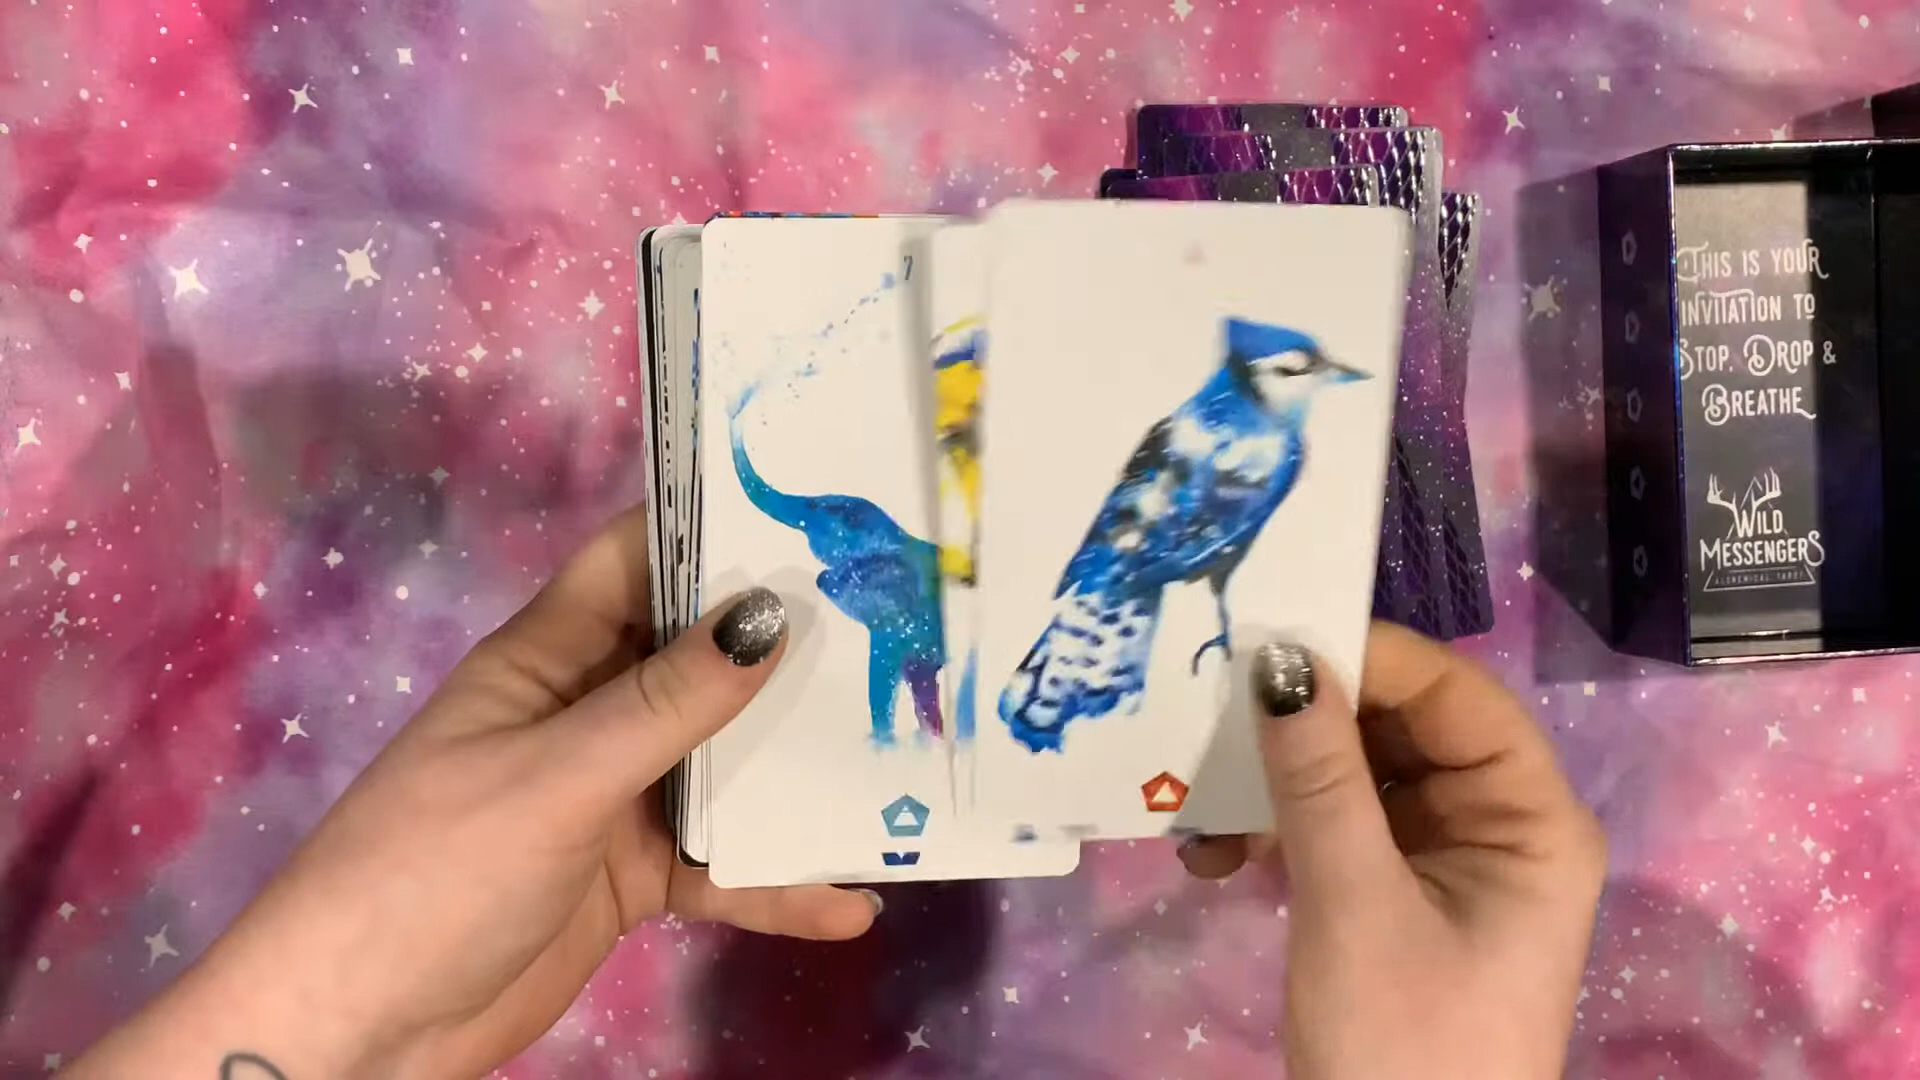 7
THIS IS YOUR
INVITATION TO
STOP, DROP &
BREATHE
WILD
MESSENGERS
ALCHEMICAL TAROT